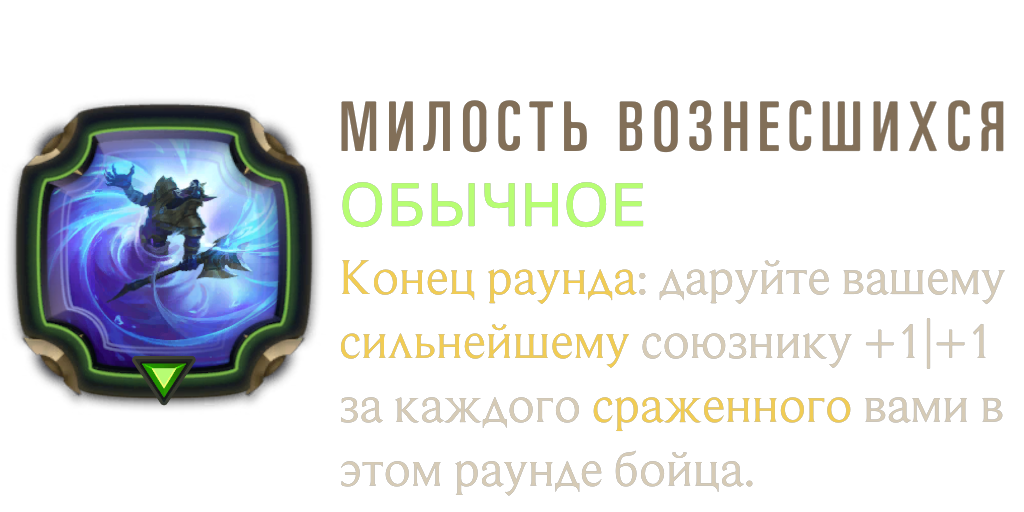 МИЛОСТЬ ВОЗНЕСШИХСЯ
ОБЫЧНОЕ
Конец раунда: даруйте вашему
сильнейшему союзнику +1|+1
за каждого сраженного вами в
этом раунде бойца.